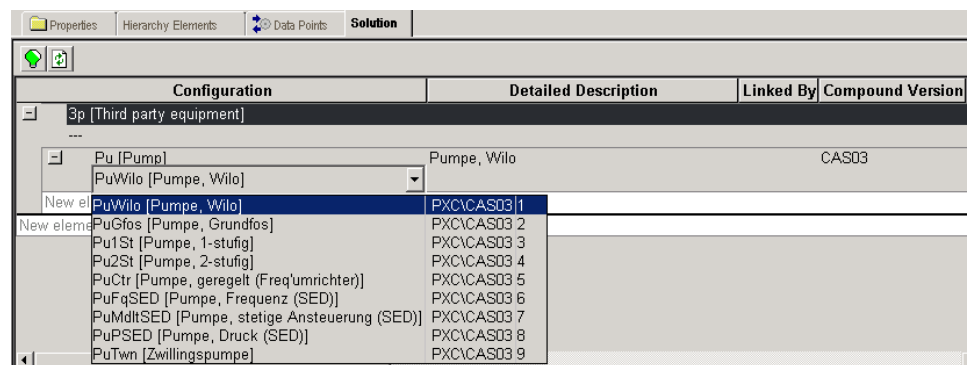 Properties Hierarchy Elements Data Points Solution
Configuration Detailed Description Linked By Compound Version
3p [Third party equipment]
---
Pu [Pump] Pumpe, Wilo CAS03
PuWilo [Pumpe, Wilo]
New el
PuWilo [Pumpe, Wilo] PXC\CAS03 1
New eleme
PuGfos [Pumpe, Grundfos] PXC\CAS03 2
Pu1St [Pumpe, 1-stufig] PXC\CAS03 3
Pu2St [Pumpe, 2-stufig] PXC\CAS03 4
PuCtr [Pumpe, geregelt (Freq'umrichter)] PXC\CAS03 5
PuFqSED [Pumpe, Frequenz (SED)] PXC\CAS03 6
PuMdltSED [Pumpe, stetige Ansteuerung (SED)] PXC\CAS03 7
PuPSED [Pumpe, Druck (SED)] PXC\CAS03 8
PuTwn [Zwillingspumpe] PXC\CAS03 9